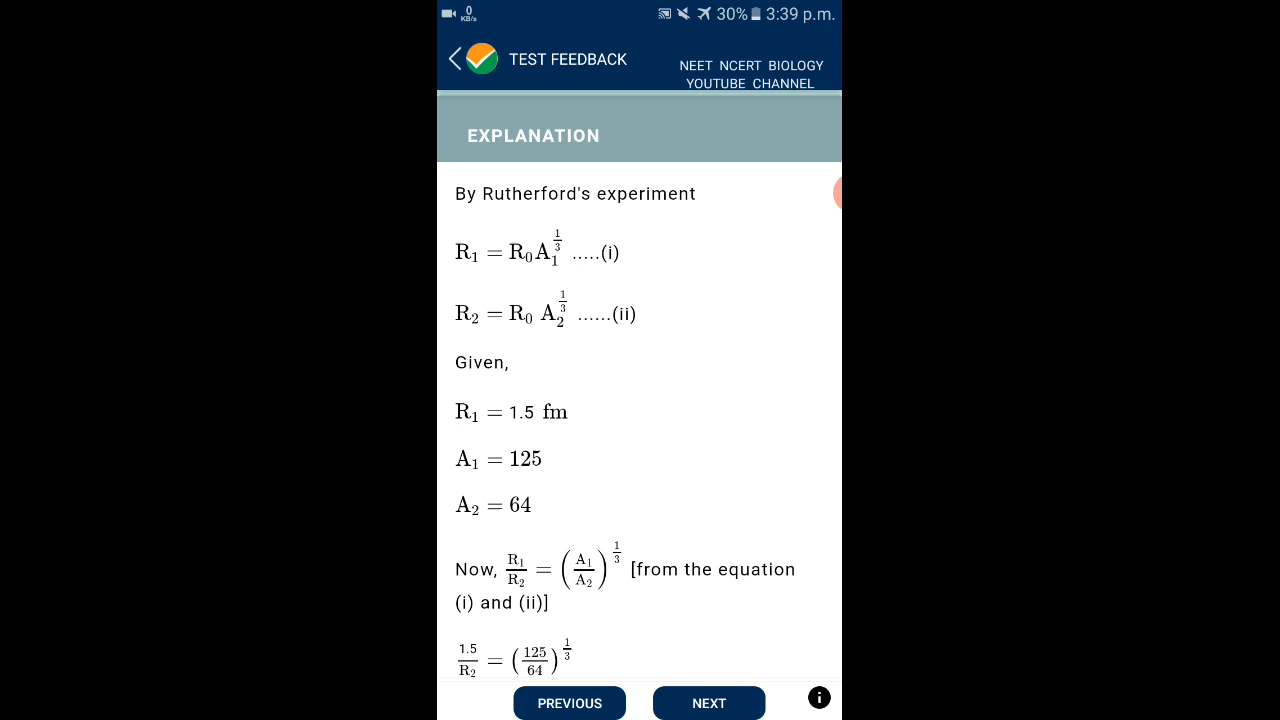 0
KB/s
30% 3:39 p.m.
TEST FEEDBACK
NEET NCERT BIOLOGY
YOUTUBE CHANNEL
EXPLANATION
By Rutherford's experiment
R₁ = R₀A₁^(1/3) .....(i)
R₂ = R₀ A₂^(1/3) ......(ii)
Given,
R₁ = 1.5 fm
A₁ = 125
A₂ = 64
Now, R₁/R₂ = (A₁/A₂)^(1/3) [from the equation
(i) and (ii)]
1.5/R₂ = (125/64)^(1/3)
PREVIOUS NEXT i